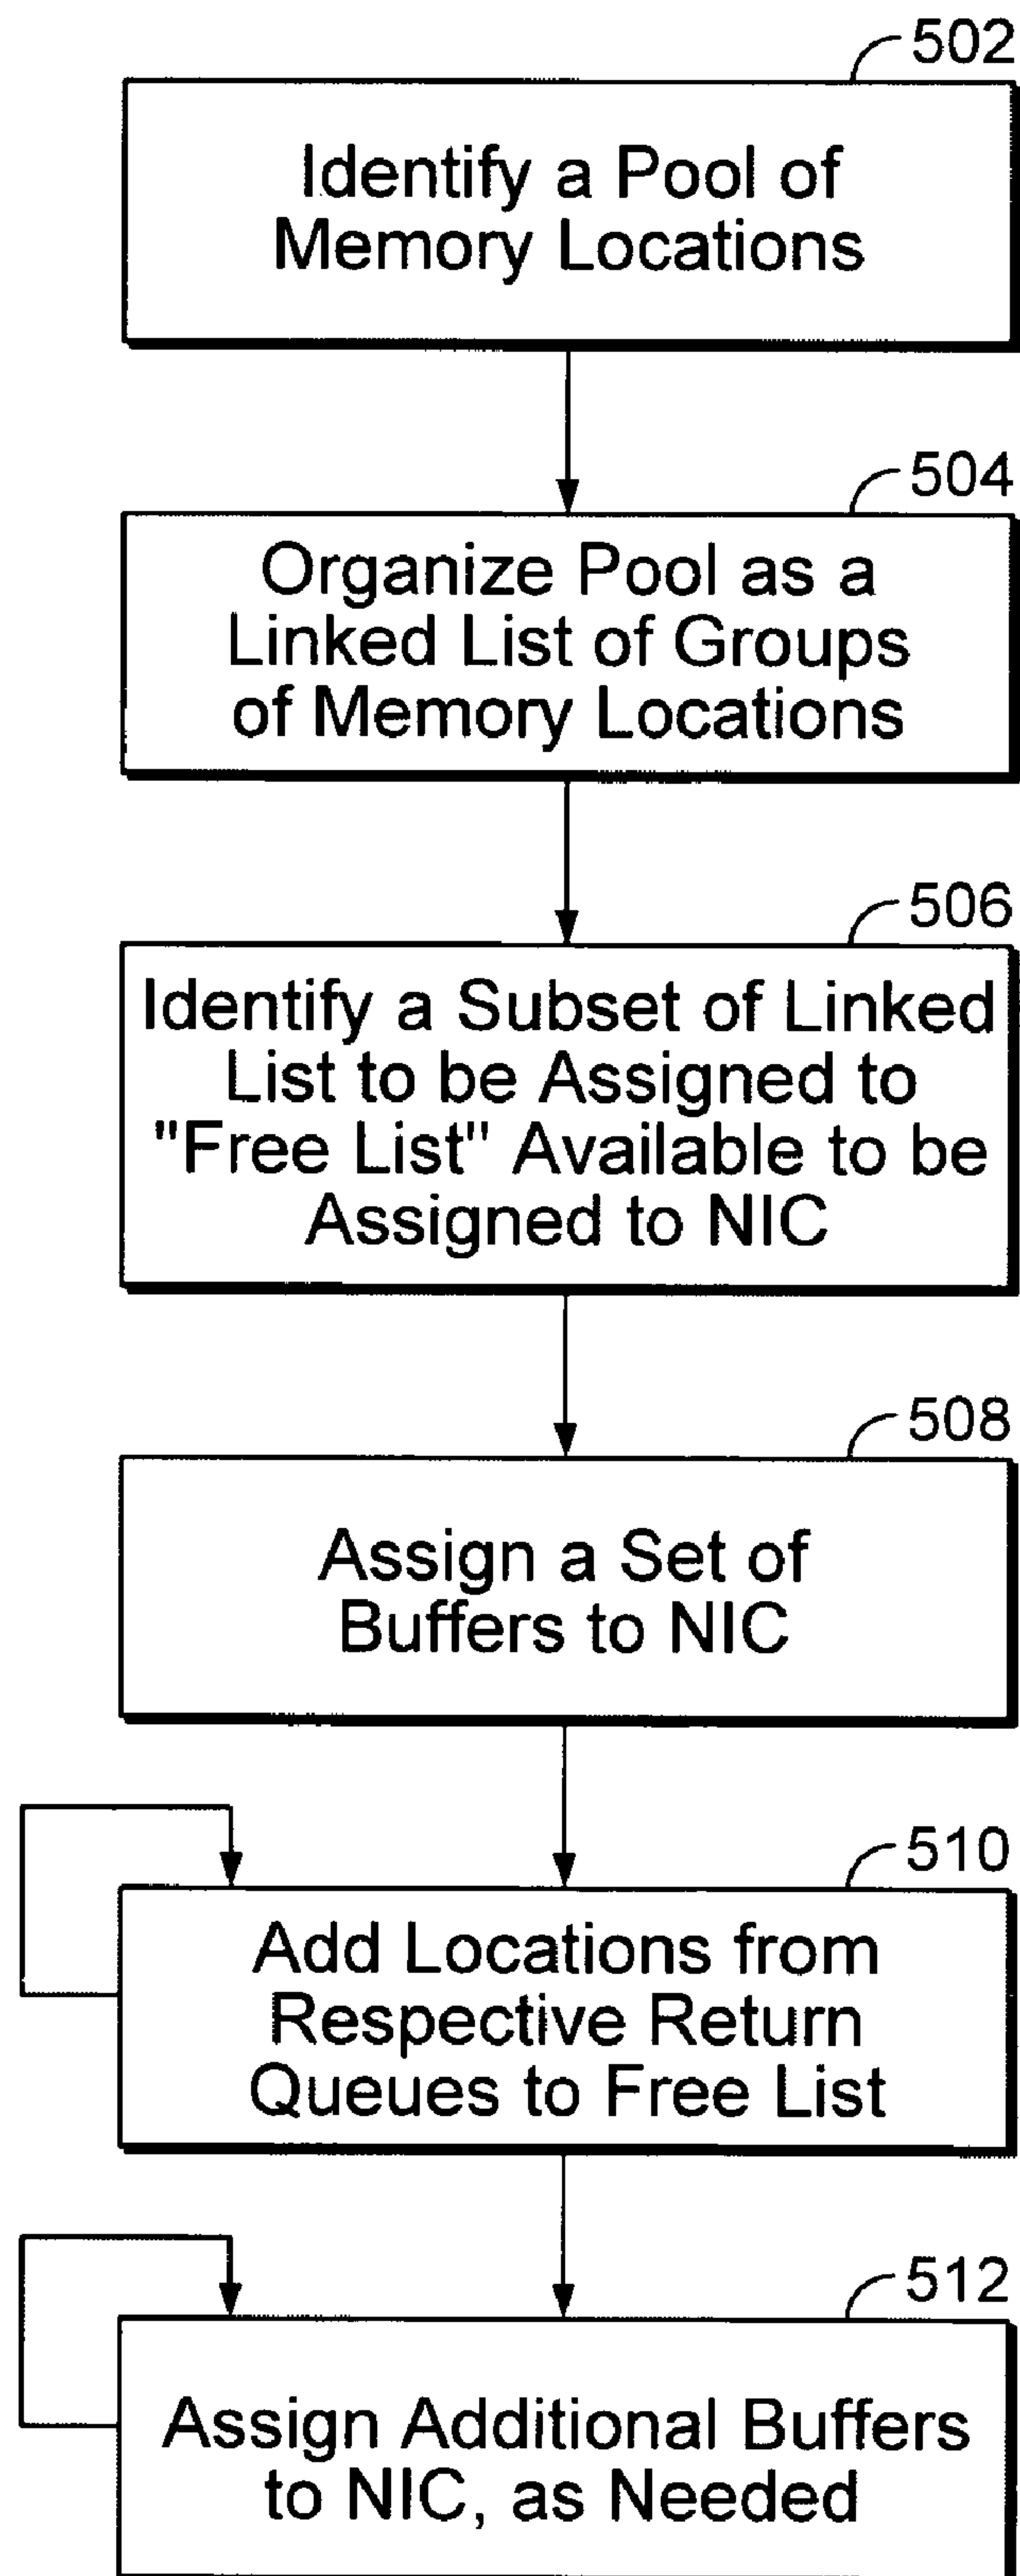 502
Identify a Pool of
Memory Locations
504
Organize Pool as a
Linked List of Groups
of Memory Locations
506
Identify a Subset of Linked
List to be Assigned to
"Free List" Available to be
Assigned to NIC
508
Assign a Set of
Buffers to NIC
510
Add Locations from
Respective Return
Queues to Free List
512
Assign Additional Buffers
to NIC, as Needed